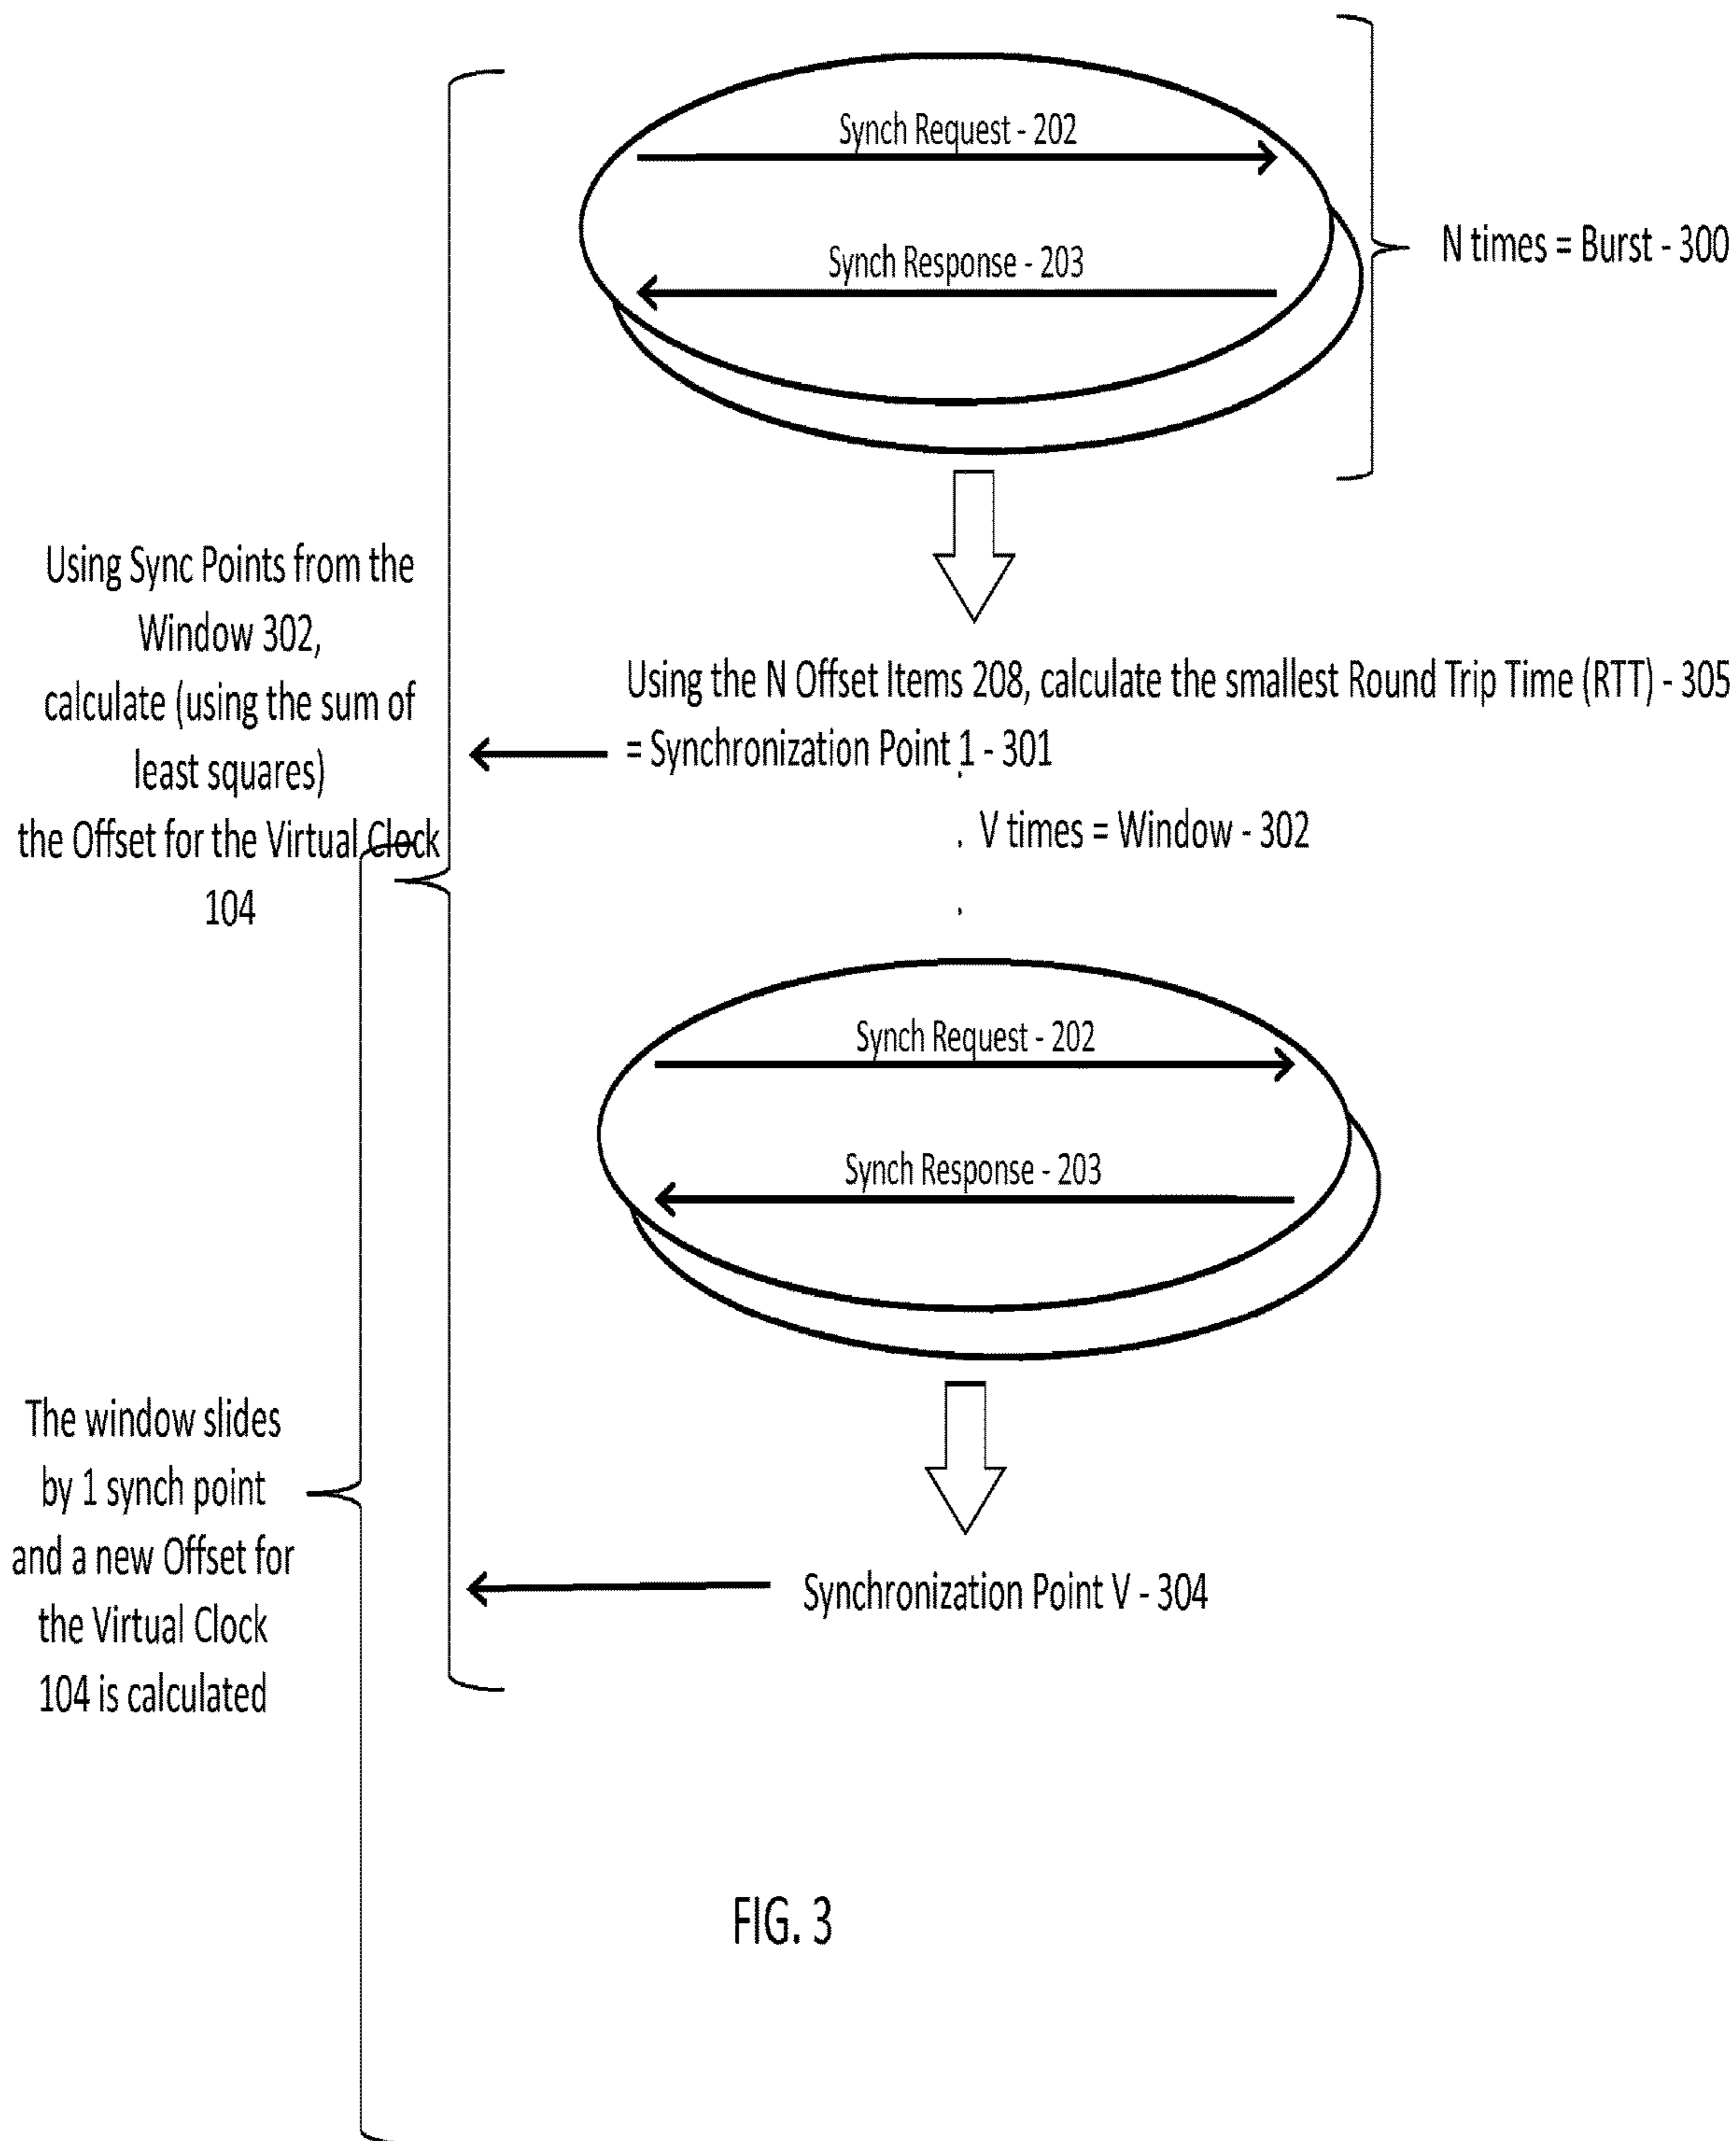 Synch Request - 202
Synch Response - 203
N times = Burst - 300
Using Sync Points from the
Window 302,
calculate (using the sum of
least squares)
the Offset for the Virtual Clock
104
Using the N Offset Items 208, calculate the smallest Round Trip Time (RTT) - 305
= Synchronization Point 1 - 301
V times = Window - 302
Synch Request - 202
Synch Response - 203
The window slides
by 1 synch point
and a new Offset for
the Virtual Clock
104 is calculated
Synchronization Point V - 304
FIG. 3